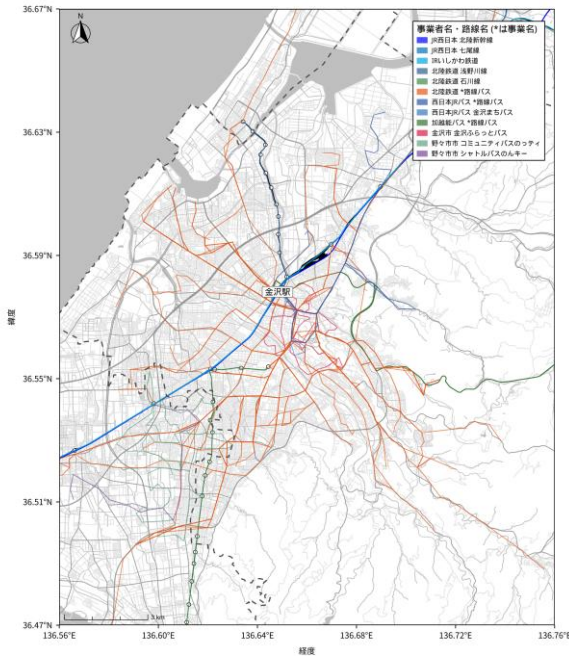 36.67°N
N
事業者名・路線名 (*は事業名)
JR西日本 北陸新幹線
JR西日本 七尾線
IRいしかわ鉄道
北陸鉄道 浅野川線
北陸鉄道 石川線
北陸鉄道 *路線バス
西日本JRバス *路線バス
西日本JRバス 金沢まちバス
加越能バス *路線バス
金沢市 金沢ふらっとバス
野々市市 コミュニティバスのっティ
野々市市 シャトルバスのんキー
36.63°N
36.59°N
金沢駅
緯度
36.55°N
36.51°N
3 km
36.47°N
136.56°E
136.60°E
136.64°E
136.68°E
136.72°E
136.76°E
経度